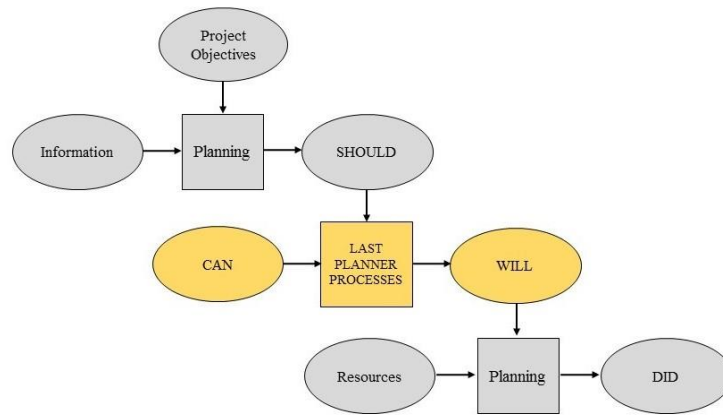 Project
Objectives
Information
Planning
SHOULD
CAN
LAST
PLANNER
PROCESSES
WILL
Resources
Planning
DID